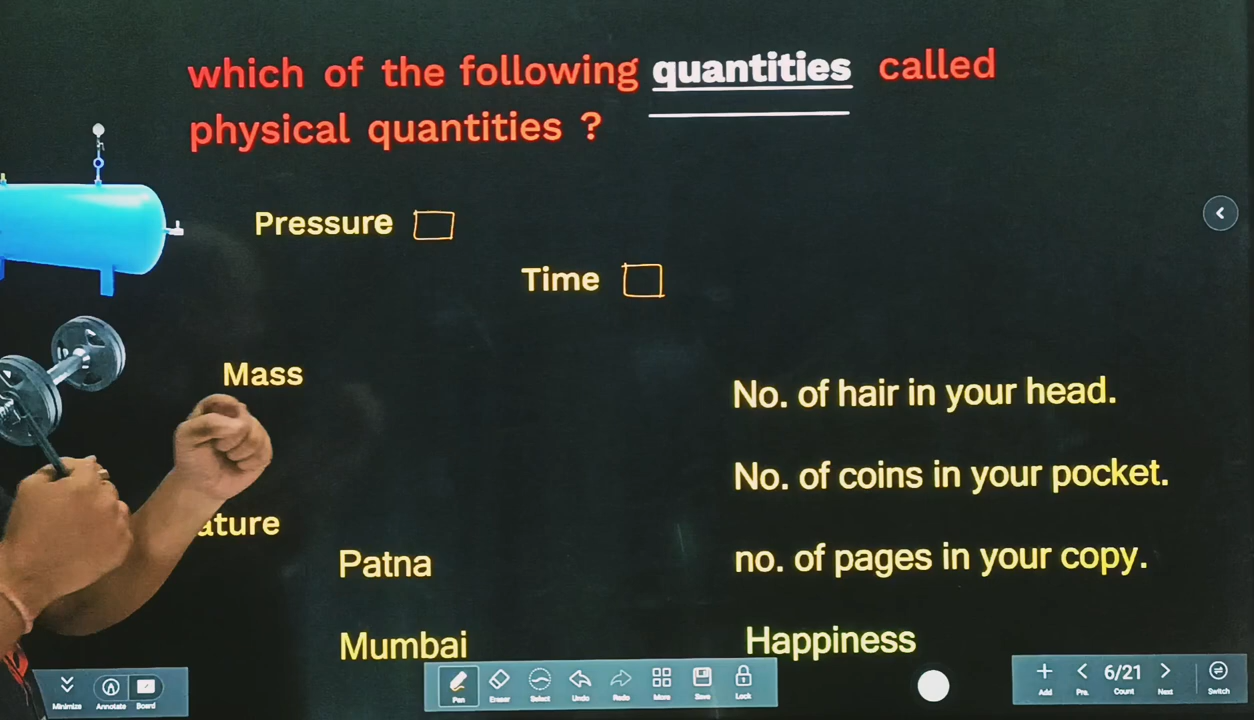 which of the following quantities called
physical quantities ?
Pressure
Time
Mass
No. of hair in your head.
No. of coins in your pocket.
ature
Patna
no. of pages in your copy.
Mumbai
Happiness
Minimize Annotate Board
Pen Eraser Select Undo Redo More Save Lock
Add Pre. 6/21 Count Next Switch